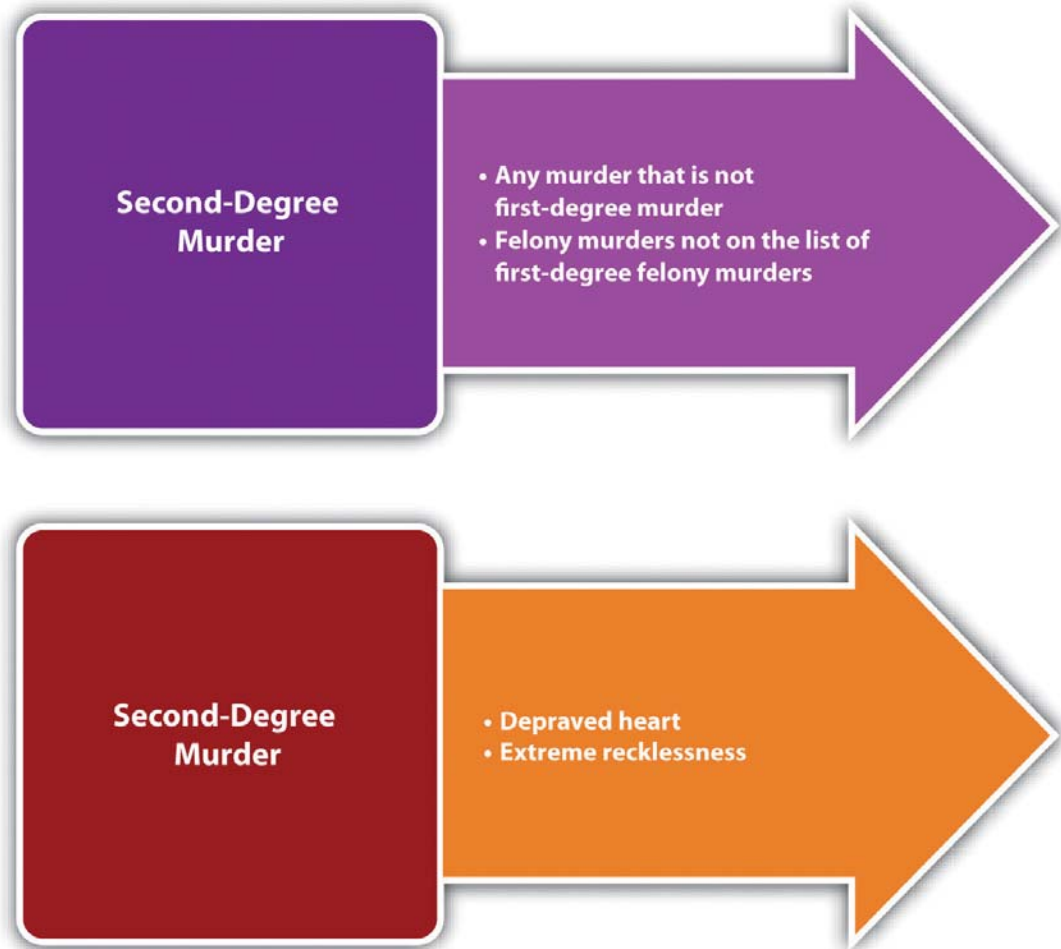 Second-Degree
Murder
• Any murder that is not
first-degree murder
• Felony murders not on the list of
first-degree felony murders
Second-Degree
Murder
• Depraved heart
• Extreme recklessness